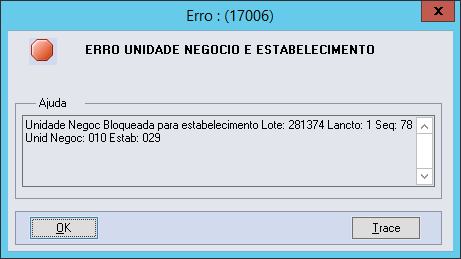 Erro : (17006)
x
ERRO UNIDADE NEGOCIO E ESTABELECIMENTO
Ajuda
Unidade Negoc Bloqueada para estabelecimento Lote: 281374 Lancto: 1 Seq: 78
Unid Negoc: 010 Estab: 029
OK
Trace